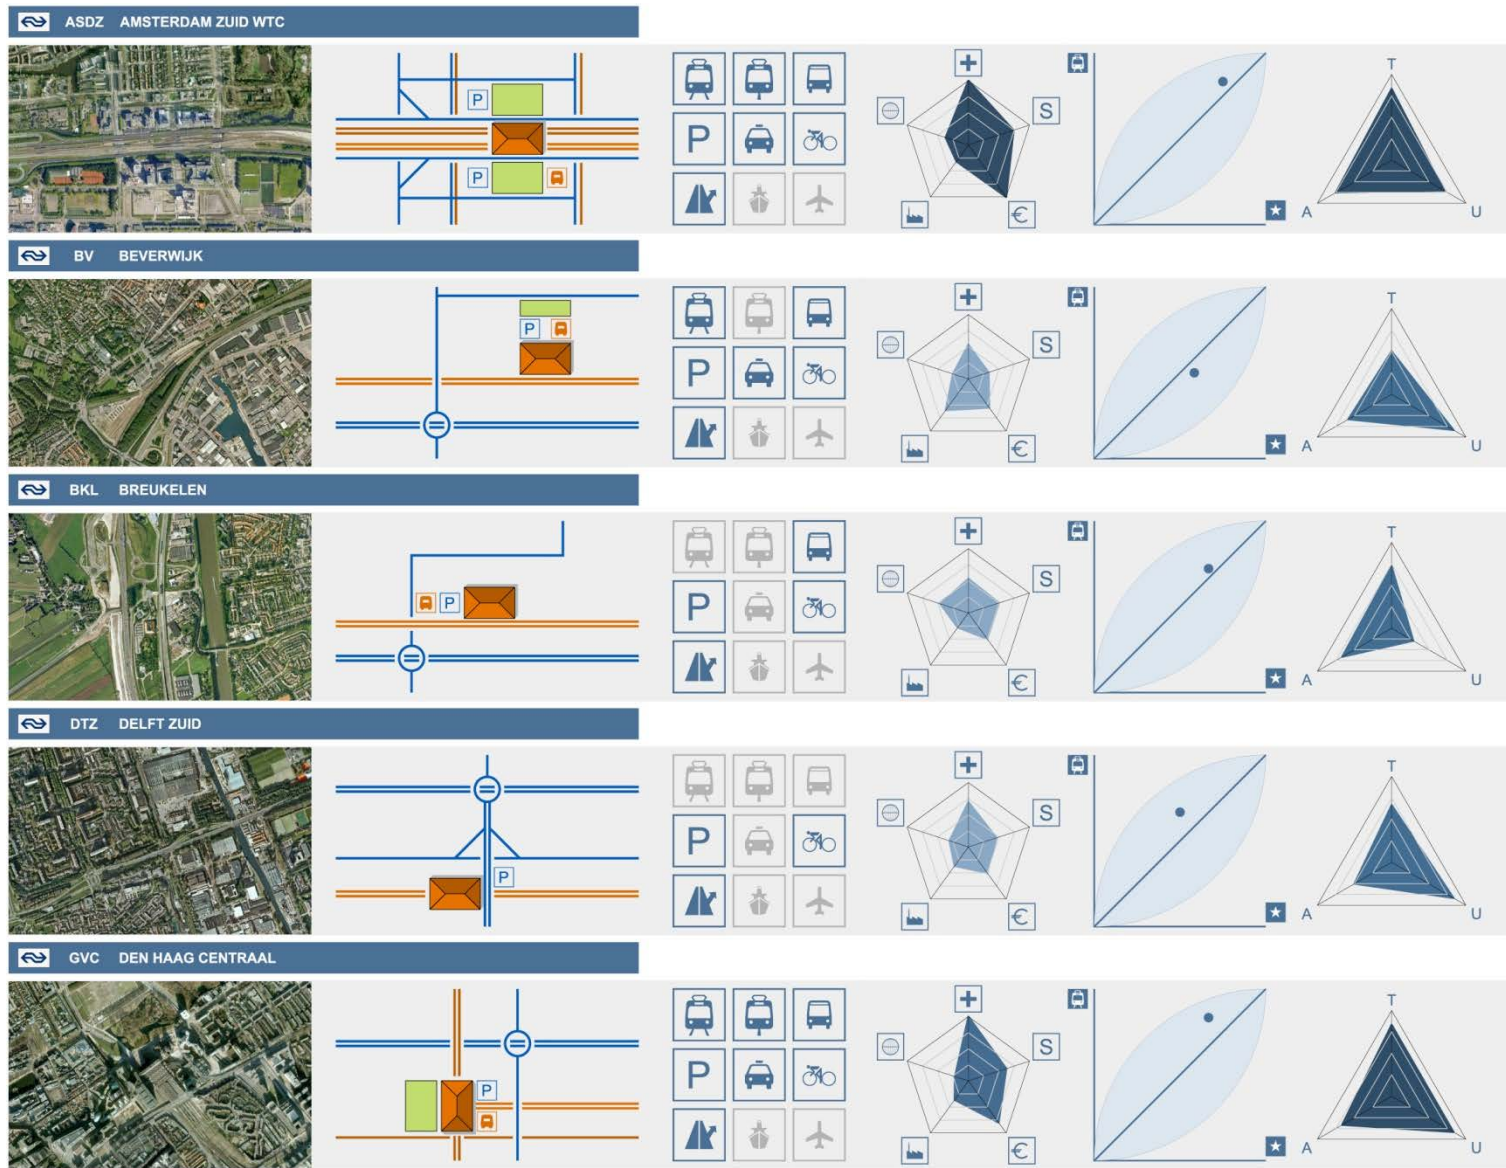 ASDZ AMSTERDAM ZUID WTC
P
P
P
S
€
T
A
U
BV BEVERWIJK
P
P
S
€
T
A
U
BKL BREUKELEN
P
P
S
€
T
A
U
DTZ DELFT ZUID
P
P
S
€
T
A
U
GVC DEN HAAG CENTRAAL
P
P
S
€
T
A
U